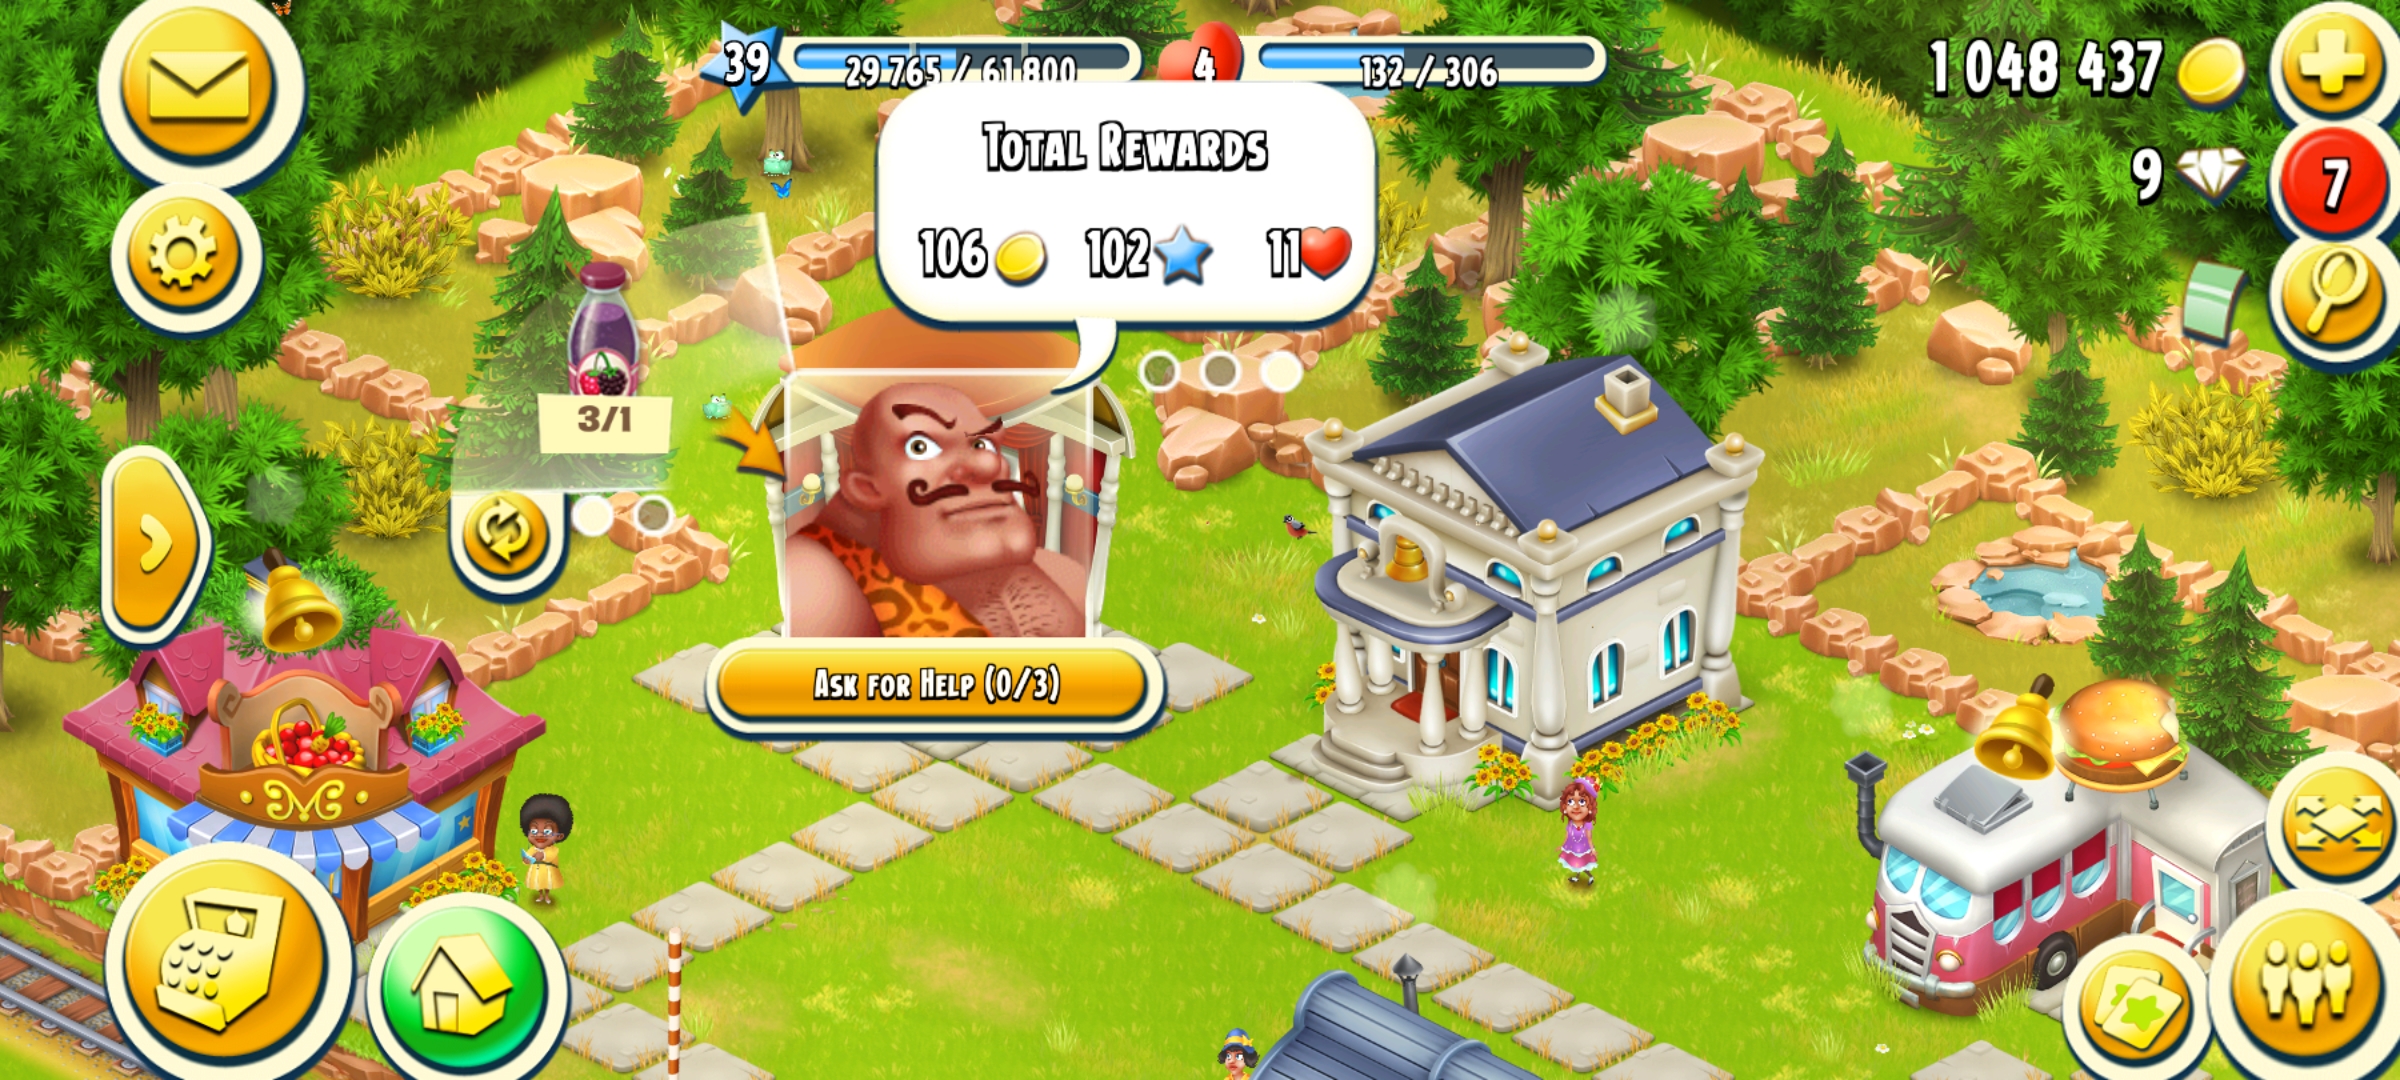 39
29 765 / 61 800
4
132 / 306
1 048 437
9
7
TOTAL REWARDS
106
102
11
3/1
ASK FOR HELP (0/3)
M